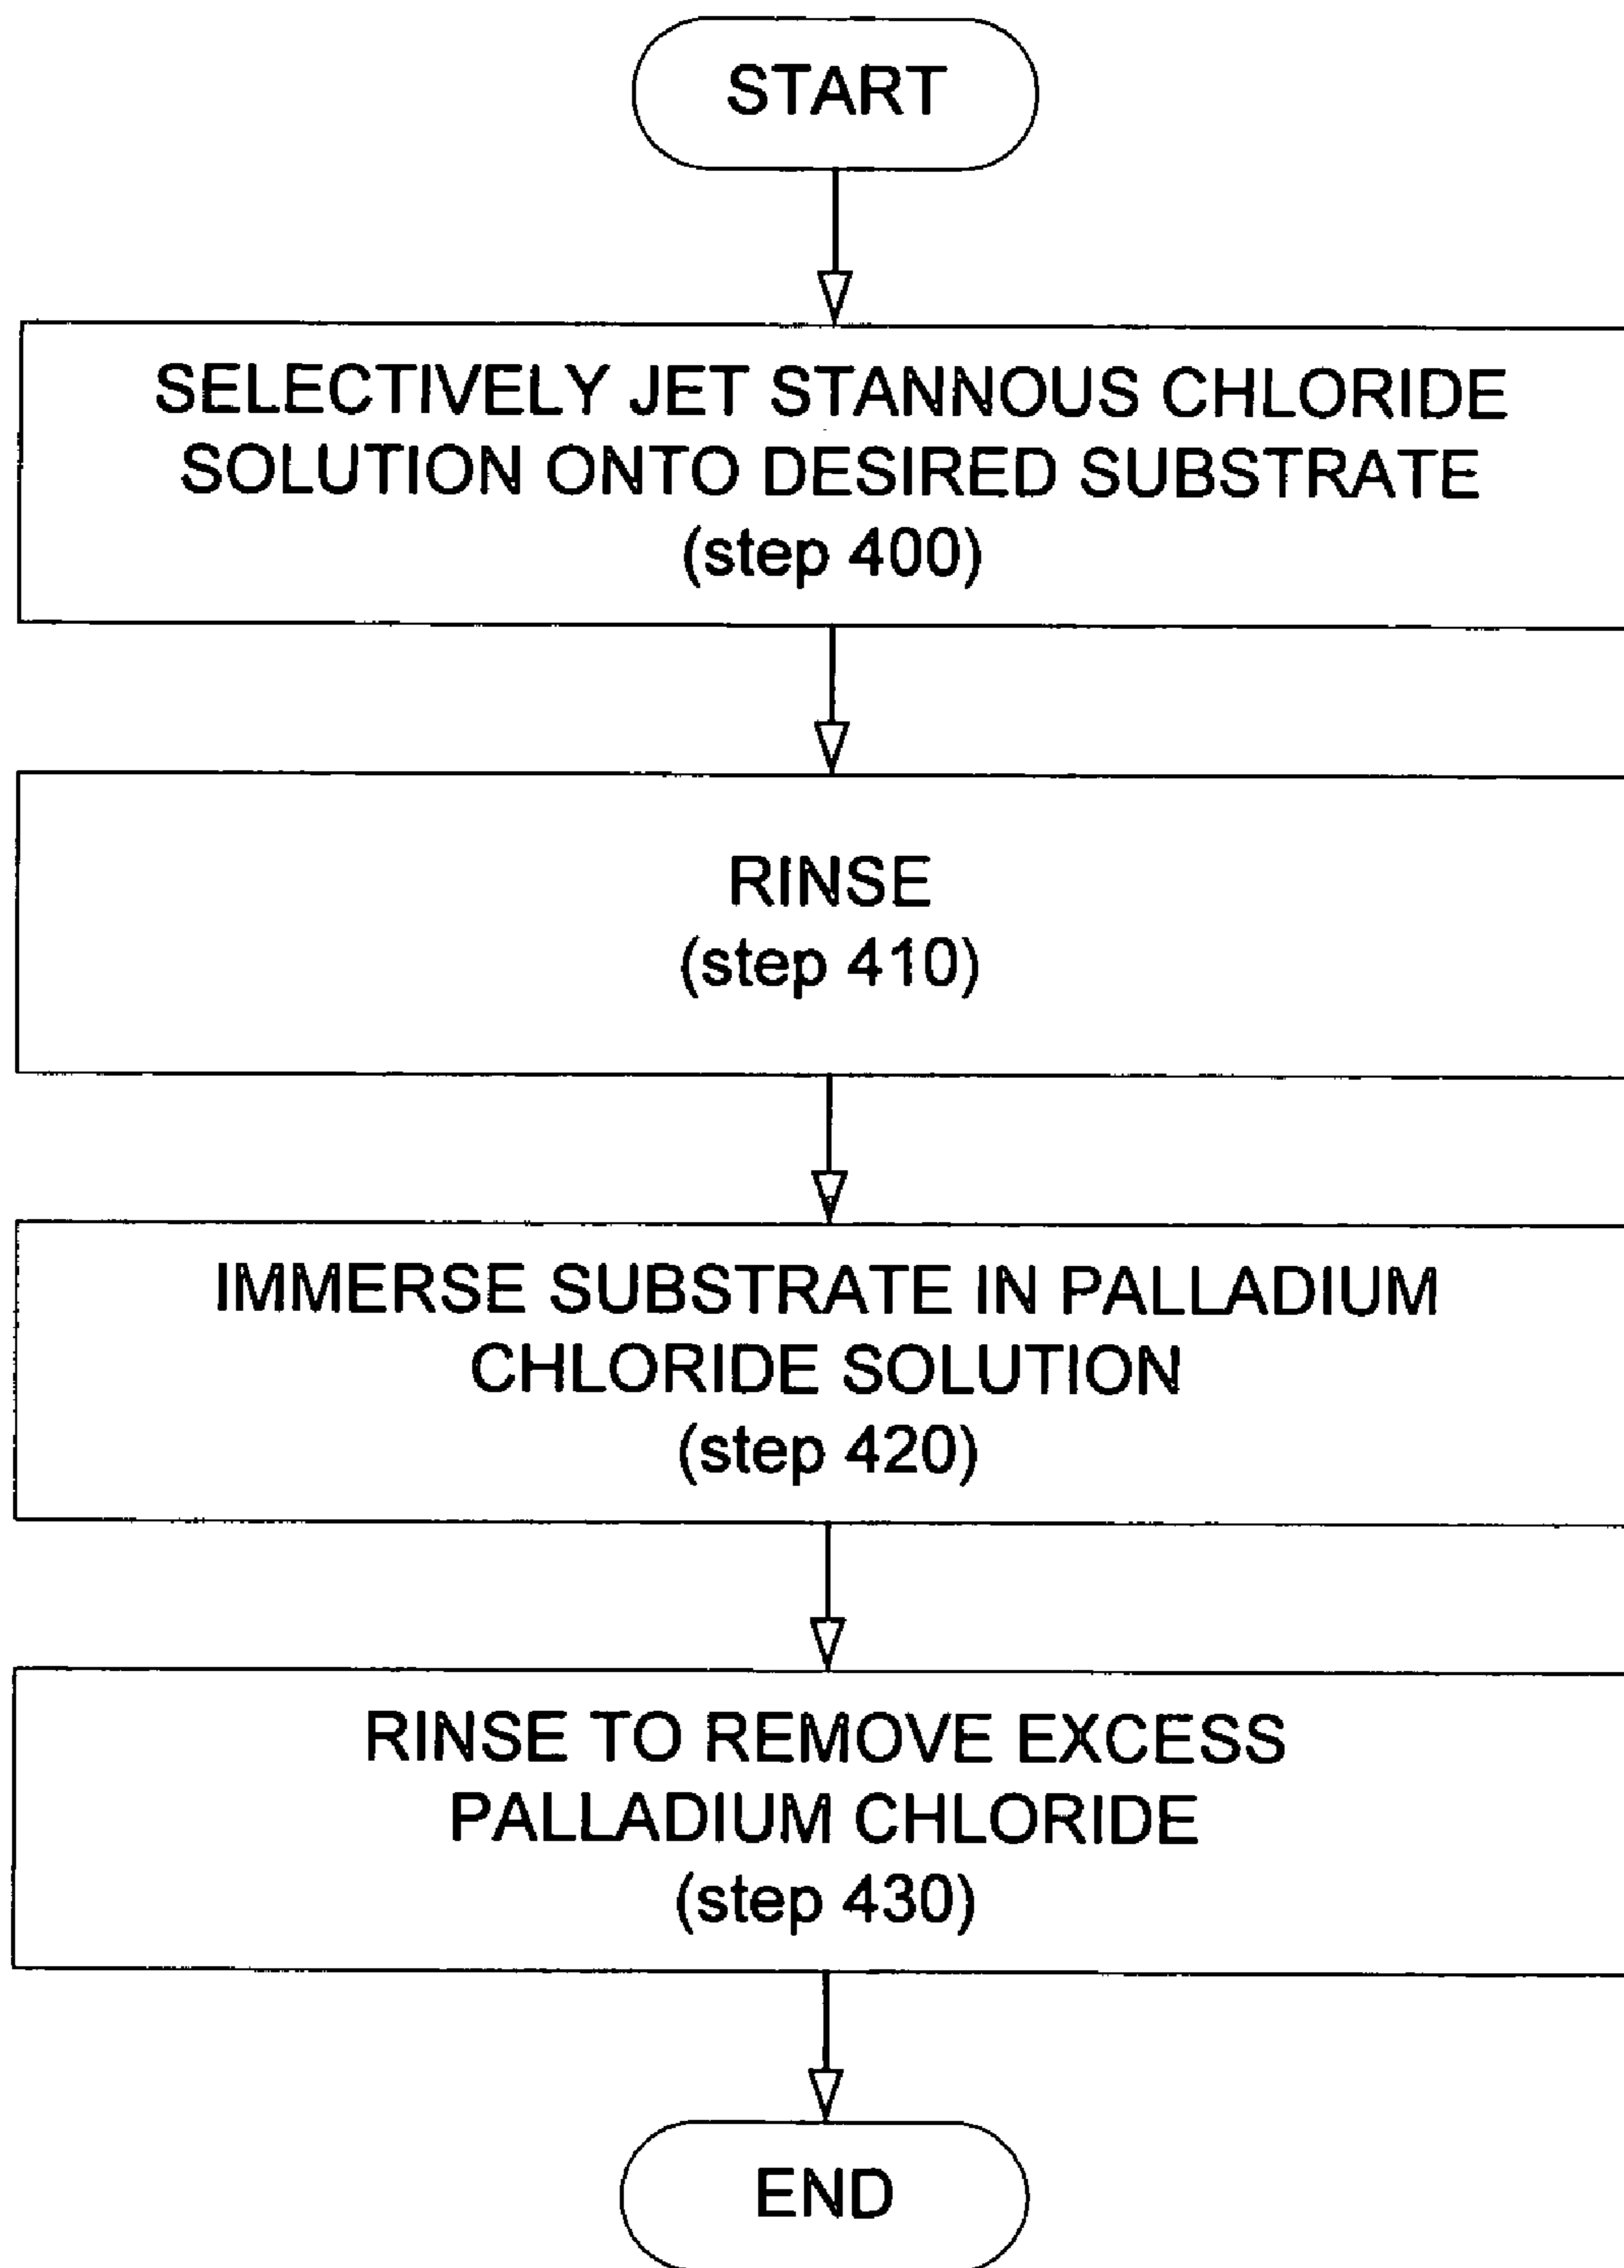 START
SELECTIVELY JET STANNOUS CHLORIDE
SOLUTION ONTO DESIRED SUBSTRATE
(step 400)
RINSE
(step 410)
IMMERSE SUBSTRATE IN PALLADIUM
CHLORIDE SOLUTION
(step 420)
RINSE TO REMOVE EXCESS
PALLADIUM CHLORIDE
(step 430)
END